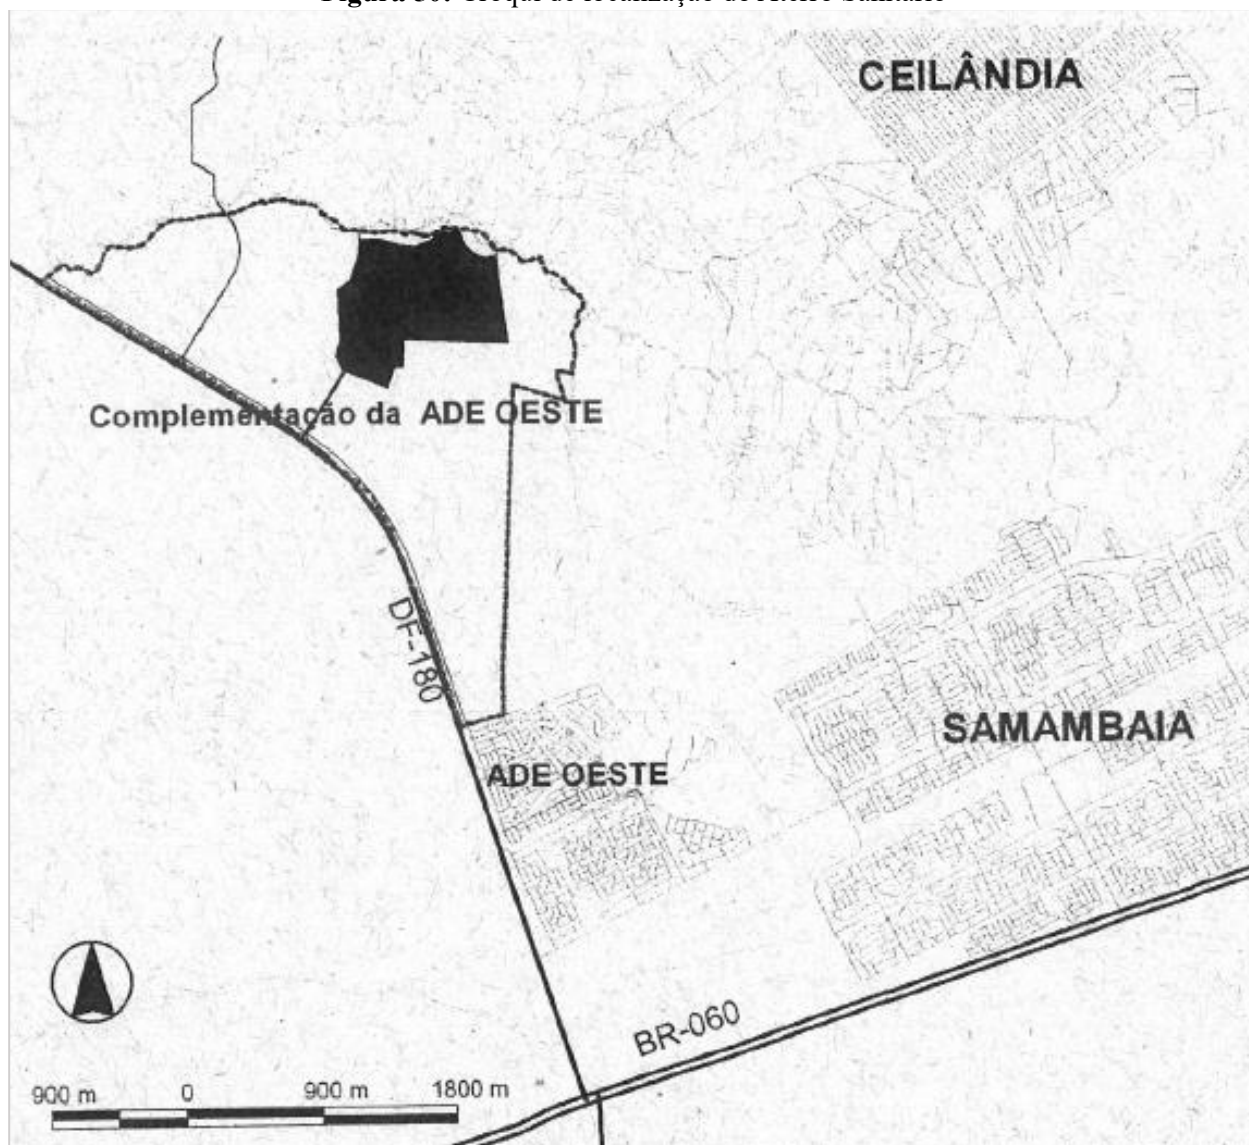 CEILÂNDIA
Complementação da ADE OESTE
DF-180
SAMAMBAIA
ADE OESTE
BR-060
900 m 0 900 m 1800 m